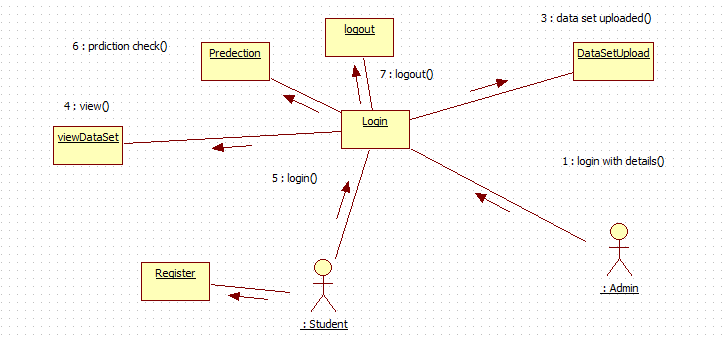 3 : data set uploaded()
logout
6 : prdiction check()
Predection
DataSetUpload
7 : logout()
4 : view()
Login
viewDataSet
1 : login with details()
5 : login()
Register
: Admin
: Student